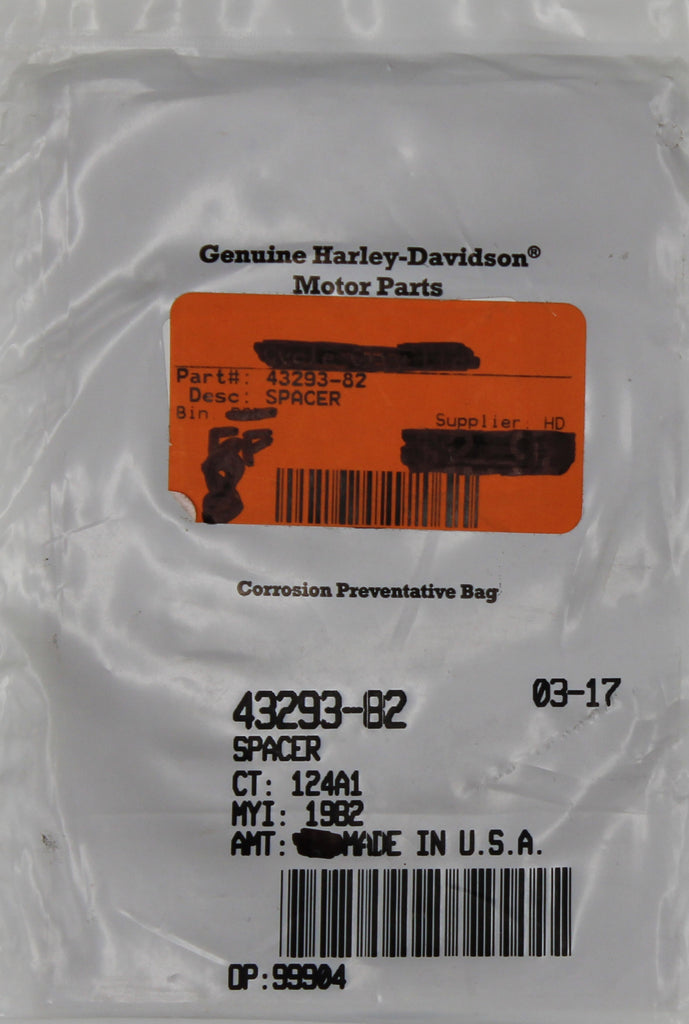 Genuine Harley-Davidson®
Motor Parts
Part#: 43293-82
Desc: SPACER
Bin:
Supplier: HD
Corrosion Preventative Bag
03-17
43293-82
SPACER
CT: 124A1
MYI: 1982
AMT: MADE IN U.S.A.
OP:99904